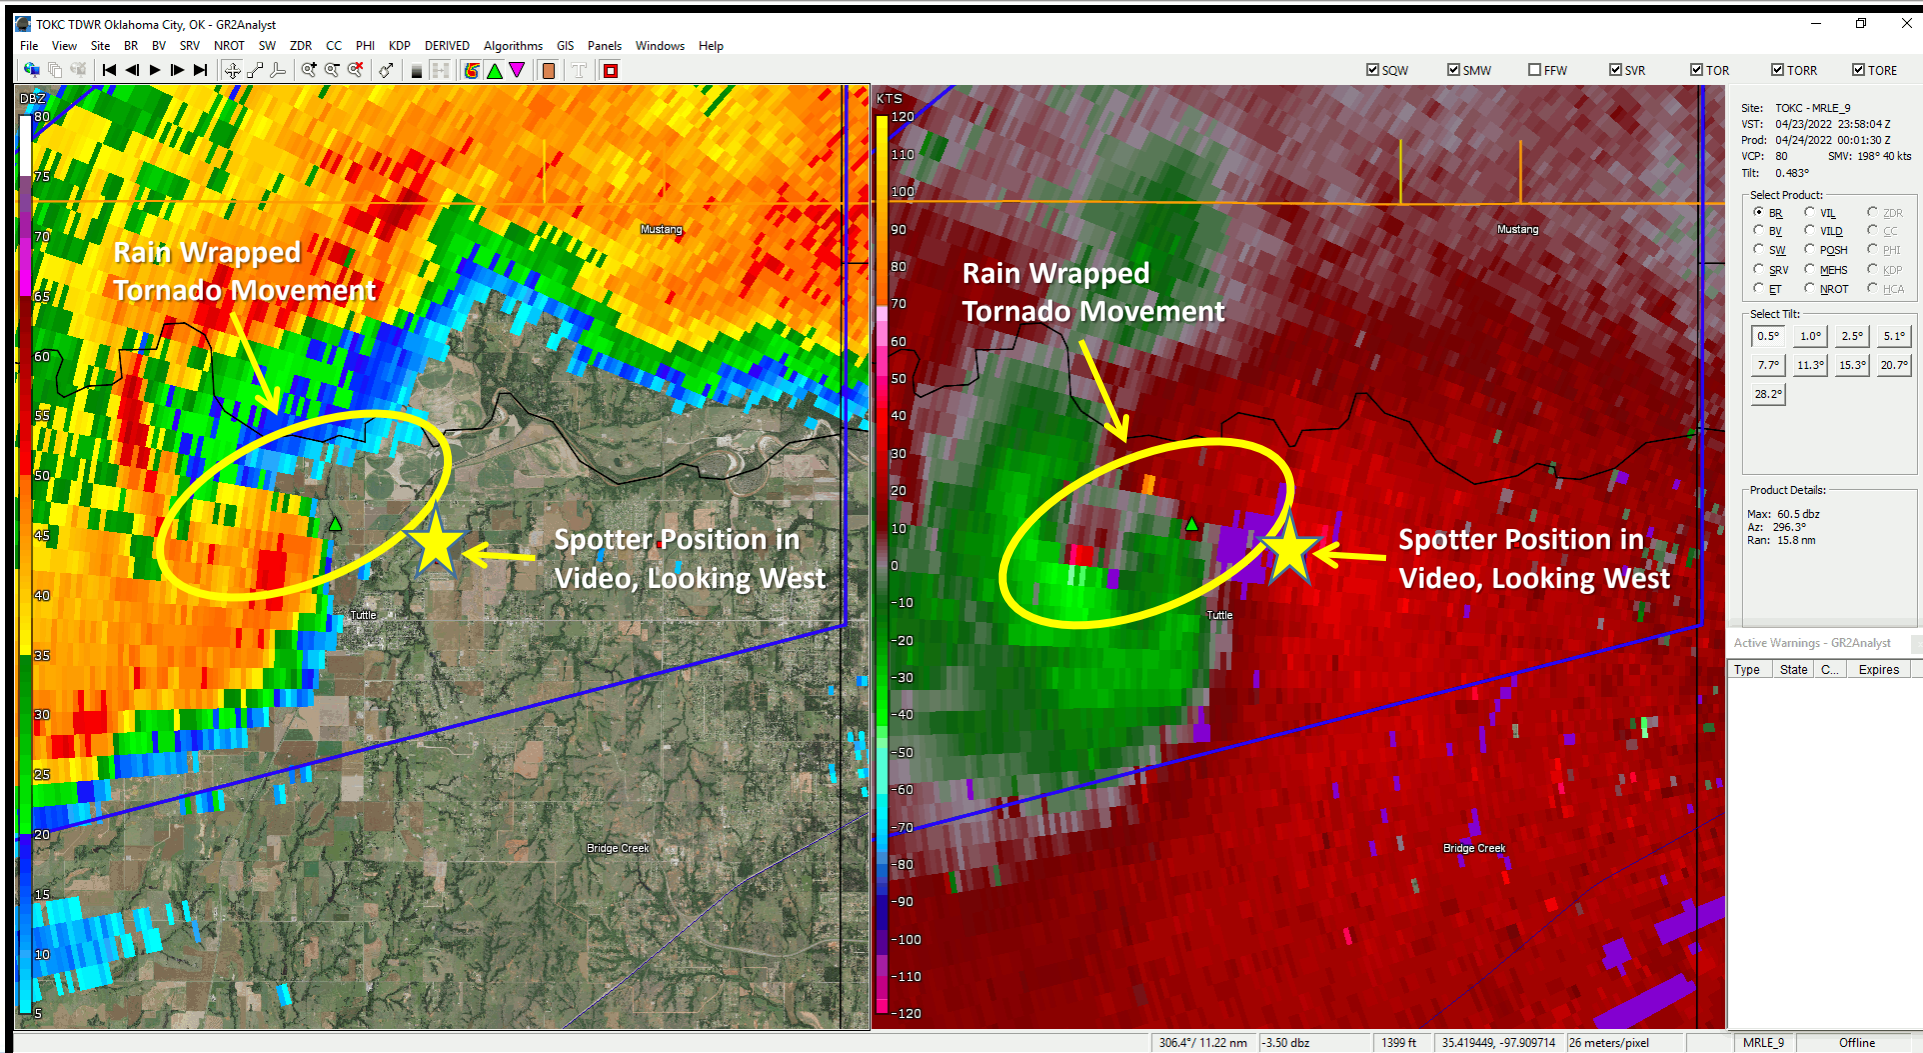 TOKC TDWR Oklahoma City, OK - GR2Analyst
File View Site BR BV SRV NROT SW ZDR CC PHI KDP DERIVED Algorithms GIS Panels Windows Help
SQW SMW FFW SVR TOR TORR TORE
DBZ
80
75
70
65
60
55
50
45
40
35
30
25
20
15
10
5
Rain Wrapped
Tornado Movement
Mustang
Spotter Position in
Video, Looking West
Tuttle
Bridge Creek
KTS
120
110
100
90
80
70
60
50
40
30
20
10
0
-10
-20
-30
-40
-50
-60
-70
-80
-90
-100
-110
-120
Rain Wrapped
Tornado Movement
Mustang
Spotter Position in
Video, Looking West
Tuttle
Bridge Creek
Site: TOKC - MRLE_9
VST: 04/23/2022 23:58:04 Z
Prod: 04/24/2022 00:01:30 Z
VCP: 80 SMV: 198° 40 kts
Tilt: 0.483°
Select Product:
BR VIL ZDR
BV VILD CC
SW POSH PHI
SRV MEHS KDP
ET NROT HCA
Select Tilt:
0.5° 1.0° 2.5° 5.1°
7.7° 11.3° 15.3° 20.7°
28.2°
Product Details:
Max: 60.5 dbz
Az: 296.3°
Ran: 15.8 nm
Active Warnings - GR2Analyst
Type State C... Expires
306.4°/ 11.22 nm -3.50 dbz 1399 ft 35.419449, -97.909714 26 meters/pixel MRLE_9 Offline